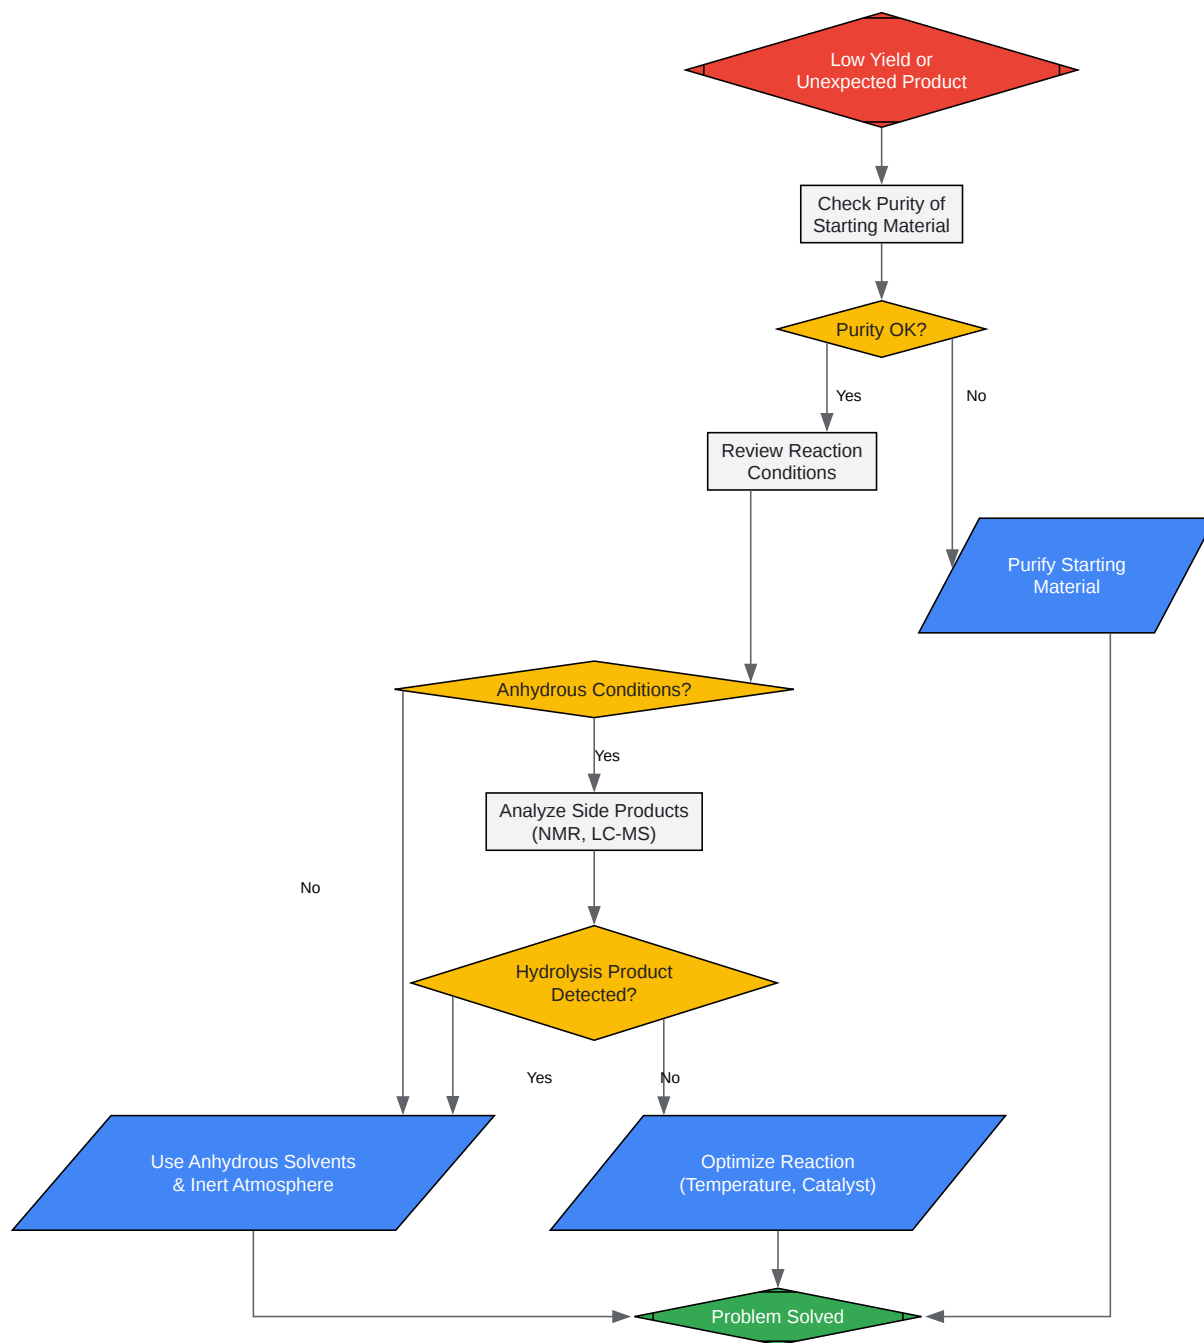 Low Yield or
Unexpected Product
Check Purity of
Starting Material
Purity OK?
Yes
No
Review Reaction
Conditions
Purify Starting
Material
Anhydrous Conditions?
Yes
Analyze Side Products
(NMR, LC-MS)
No
Hydrolysis Product
Detected?
Yes
No
Use Anhydrous Solvents
& Inert Atmosphere
Optimize Reaction
(Temperature, Catalyst)
Problem Solved